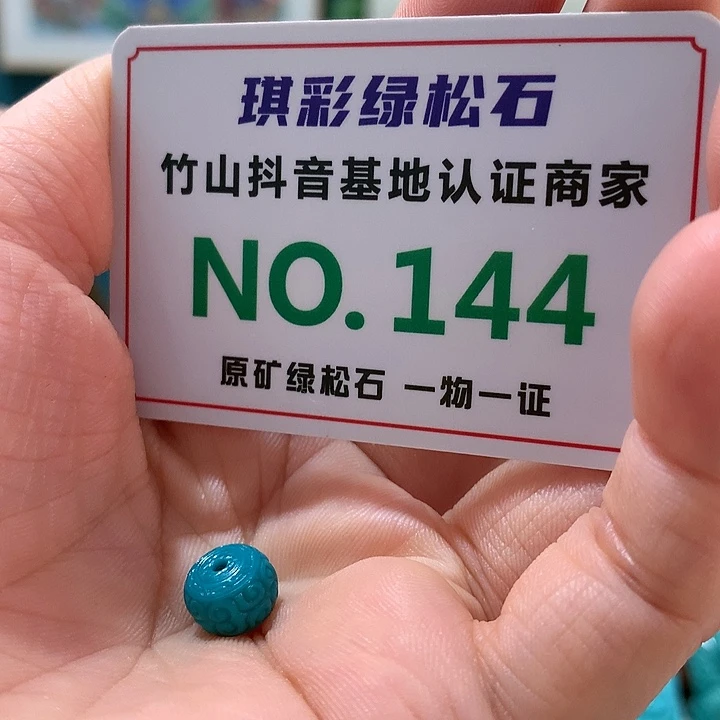 琪彩绿松石
竹山抖音基地认证商家
NO.144
原矿绿松石 一物一证